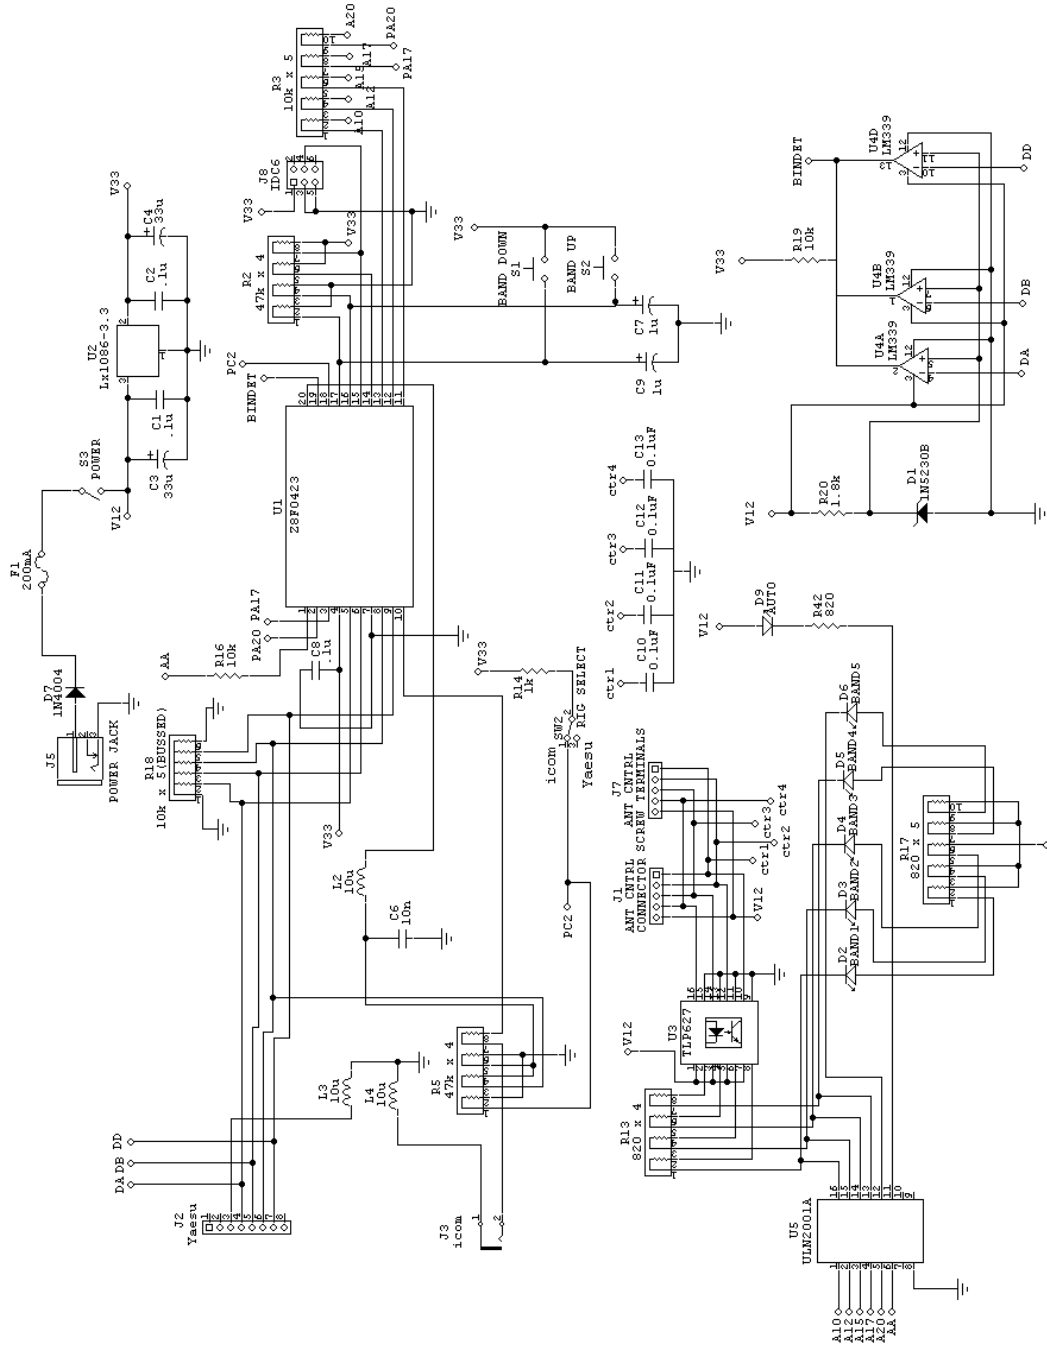 A20
PA20
A17
PA17
A15
A12
A10
R3
10k x 5
J8
IDC6
V33
V33
R2
47k x 4
V33
C4
33u
C2
.1u
U2
Lx1086-3.3
C1
.1u
C3
33u
S3
POWER
V12
F1
200mA
D7
1N4004
J5
POWER JACK
PC2
BINDET
U1
Z8F0423
PA17
PA20
AA
R16
10k
C8
.1u
V33
R18
10k x 5(BUSSED)
V33
BAND DOWN
S1
BAND UP
S2
C7
1u
C9
1u
V33
R14
1k
SW2
RIG SELECT
icom
Yaesu
PC2
L2
10u
C6
10n
R5
47k x 4
L3
10u
L4
10u
DD
DB
DA
J2
Yaesu
J3
icom
C13
0.1uF
ctr4
C12
0.1uF
ctr3
C11
0.1uF
ctr2
C10
0.1uF
ctr1
BINDET
U4D
LM339
DD
R19
10k
V33
U4B
LM339
DB
U4A
LM339
DA
V12
R20
1.8k
D1
1N5230B
V12
D9
AUTO
R42
820
J7
ANT CNTRL
SCREW TERMINALS
J1
ANT CNTRL
CONNECTOR
ctr4
ctr3
ctr2
ctr1
V12
V12
U3
TLP627
R13
820 x 4
D6
BAND5
D5
BAND4
D4
BAND3
D3
BAND2
D2
BAND1
R17
820 x 5
U5
ULN2001A
A10
A12
A15
A17
A20
AA